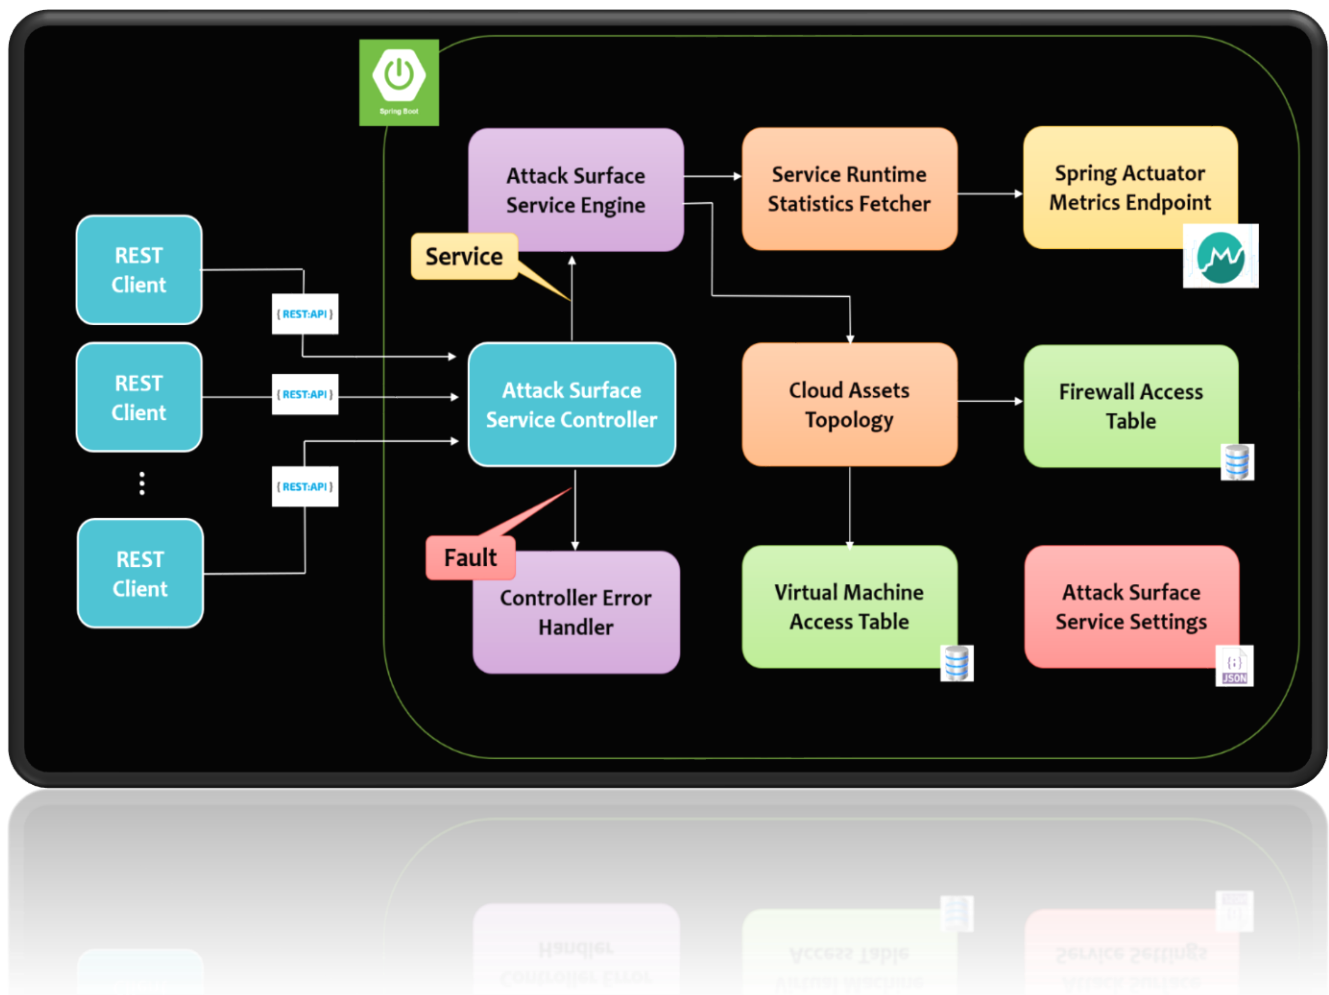 Spring Boot
Attack Surface
Service Engine
Service Runtime
Statistics Fetcher
Spring Actuator
Metrics Endpoint
Service
REST
Client
{ REST:API }
REST
Client
{ REST:API }
Attack Surface
Service Controller
Cloud Assets
Topology
Firewall Access
Table
{ REST:API }
REST
Client
Fault
Controller Error
Handler
Virtual Machine
Access Table
Attack Surface
Service Settings
{;}
JSON